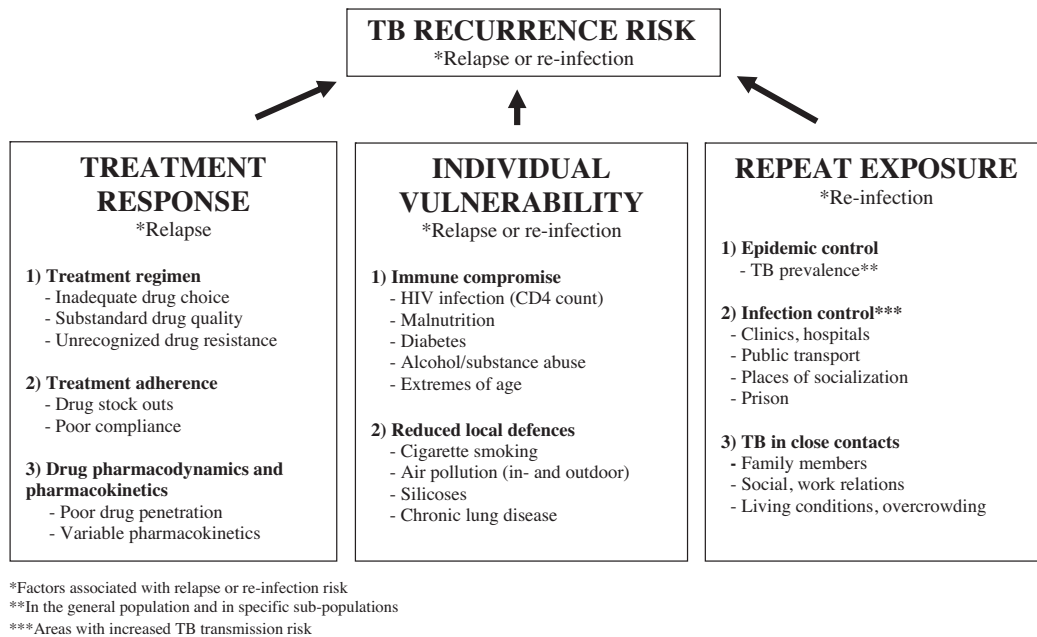 TB RECURRENCE RISK
*Relapse or re-infection
TREATMENT
RESPONSE
*Relapse
1) Treatment regimen
- Inadequate drug choice
- Substandard drug quality
- Unrecognized drug resistance
2) Treatment adherence
- Drug stock outs
- Poor compliance
3) Drug pharmacodynamics and
pharmacokinetics
- Poor drug penetration
- Variable pharmacokinetics
INDIVIDUAL
VULNERABILITY
*Relapse or re-infection
1) Immune compromise
- HIV infection (CD4 count)
- Malnutrition
- Diabetes
- Alcohol/substance abuse
- Extremes of age
2) Reduced local defences
- Cigarette smoking
- Air pollution (in- and outdoor)
- Silicoses
- Chronic lung disease
REPEAT EXPOSURE
*Re-infection
1) Epidemic control
- TB prevalence**
2) Infection control***
- Clinics, hospitals
- Public transport
- Places of socialization
- Prison
3) TB in close contacts
- Family members
- Social, work relations
- Living conditions, overcrowding
*Factors associated with relapse or re-infection risk
**In the general population and in specific sub-populations
***Areas with increased TB transmission risk